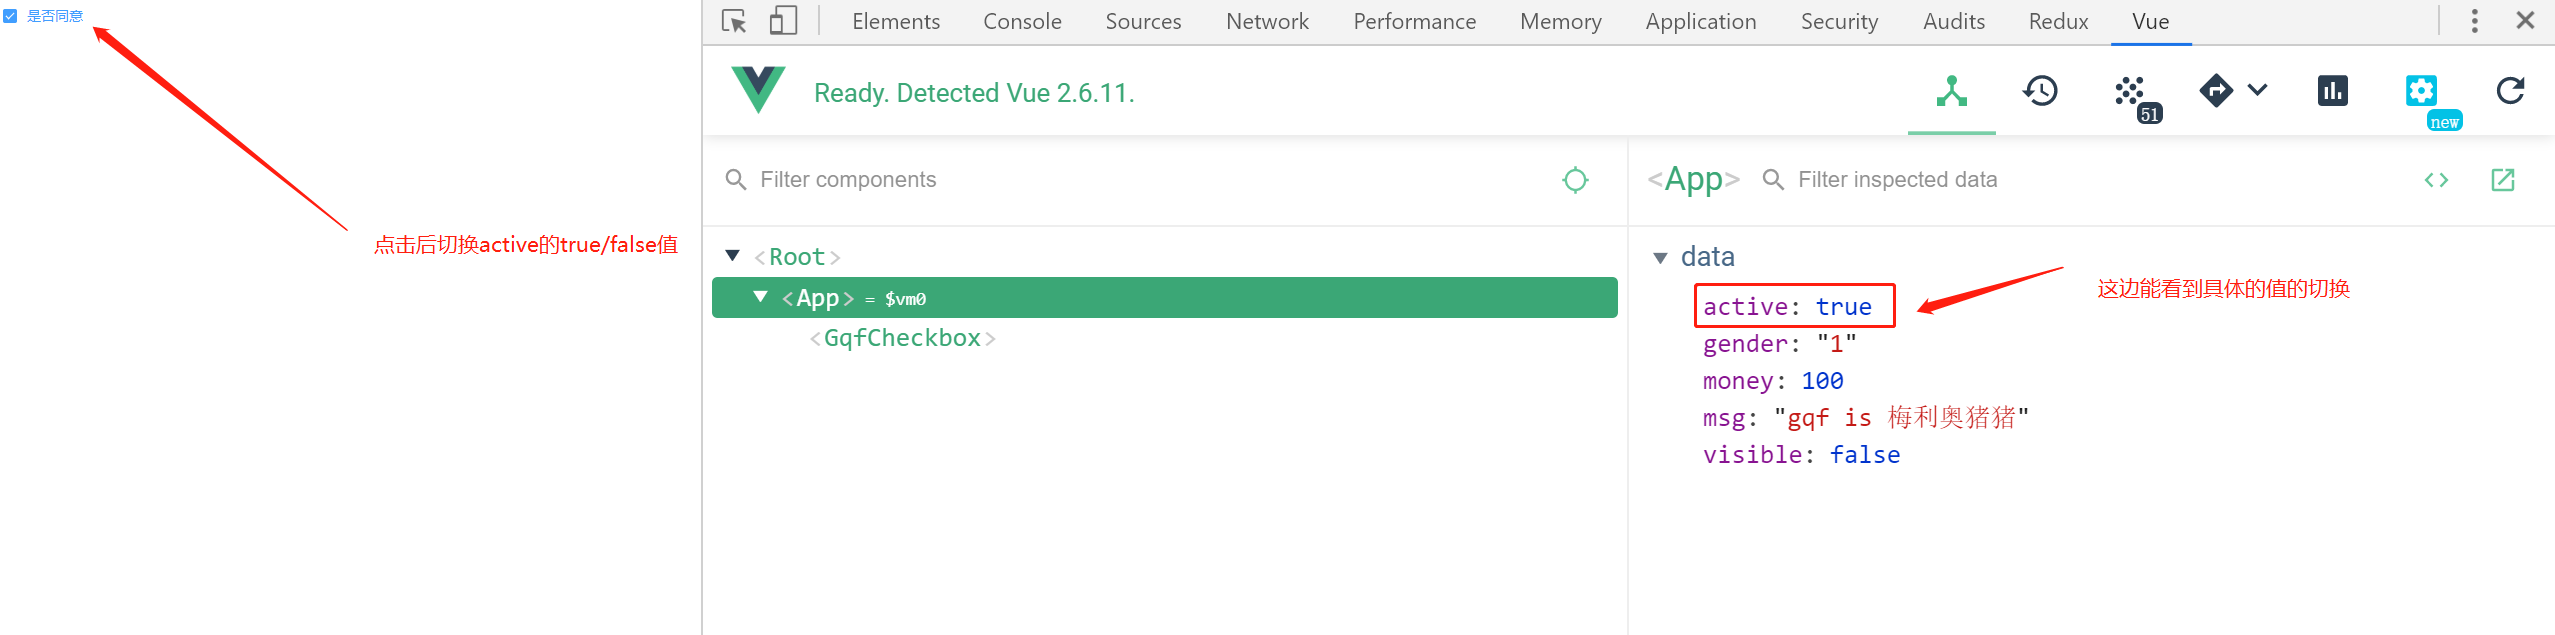 是否同意
点击后切换active的true/false值
Elements Console Sources Network Performance Memory Application Security Audits Redux Vue
Ready. Detected Vue 2.6.11.
51
new
Filter components
<App> Filter inspected data
<Root>
<App> = $vm0
<GqfCheckbox>
data
active: true
这边能看到具体的值的切换
gender: "1"
money: 100
msg: "gqf is 梅利奥猪猪"
visible: false